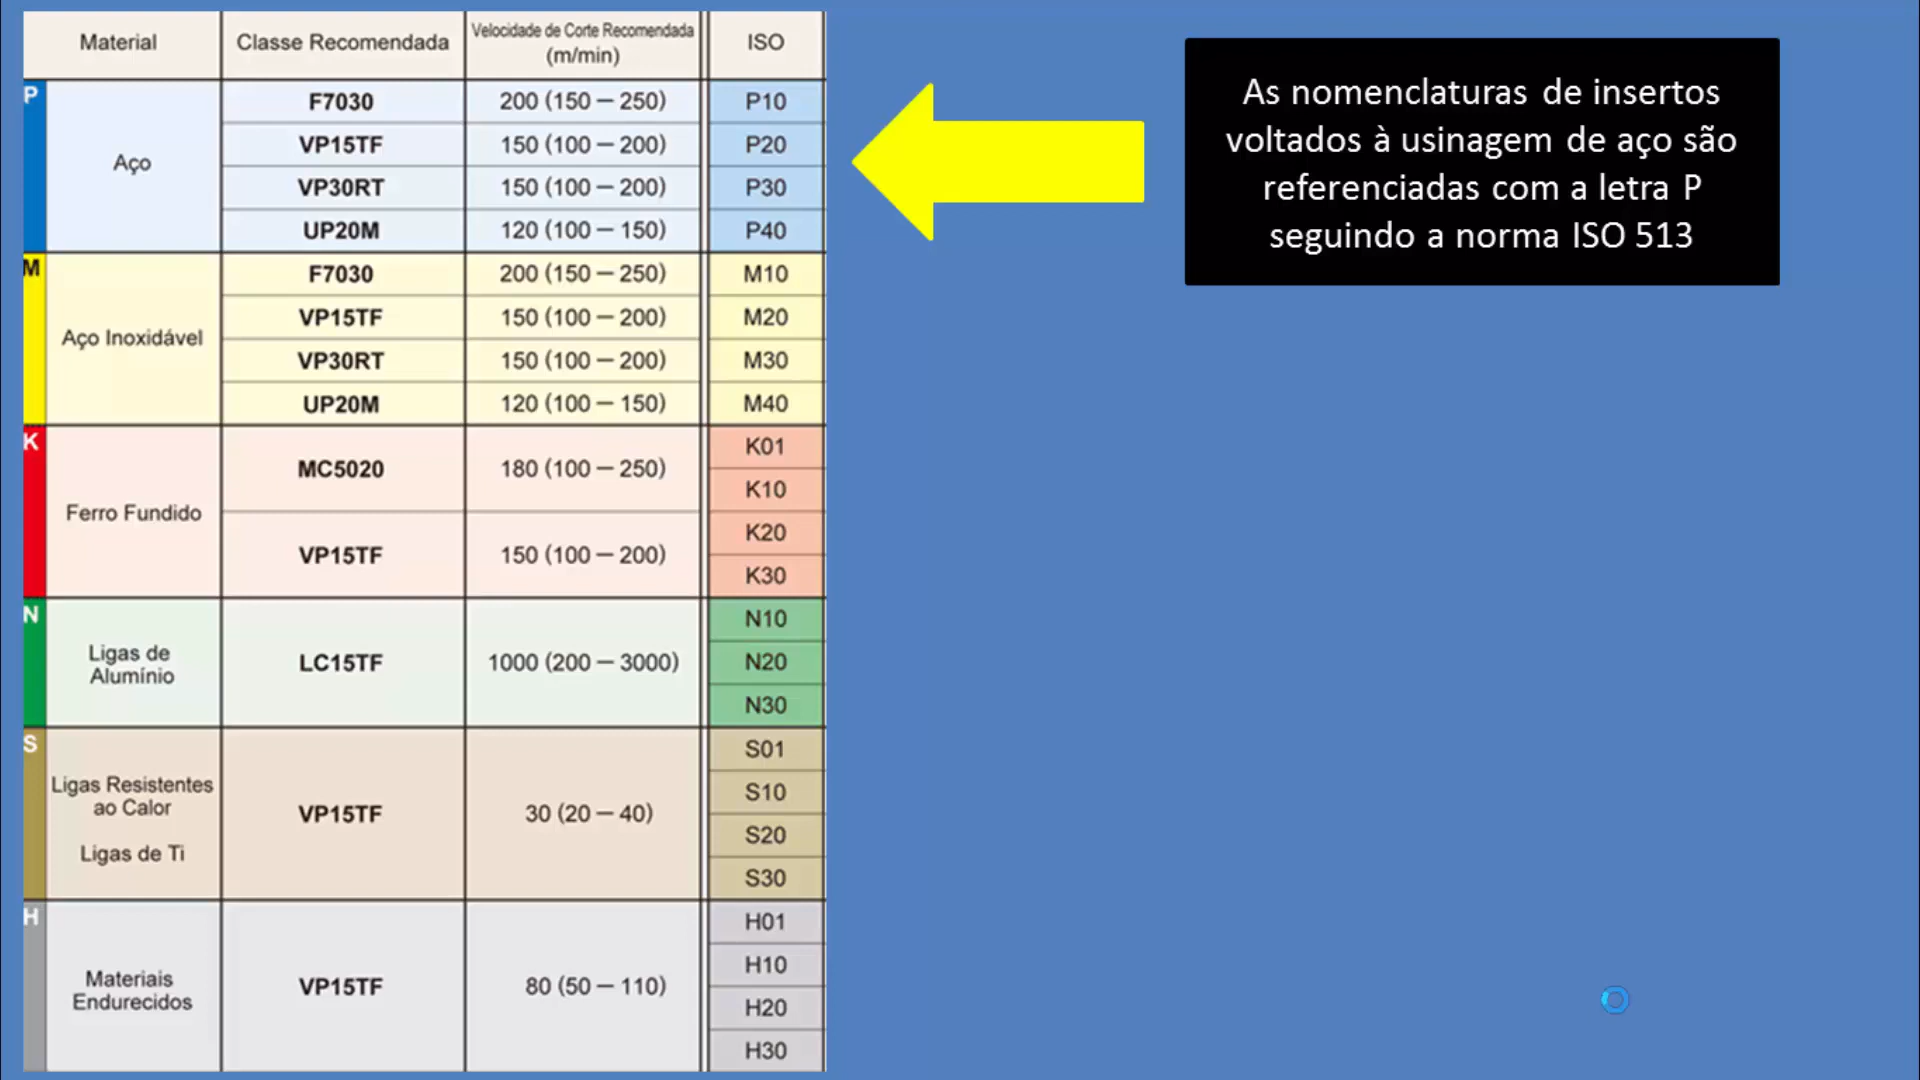 Material Classe Recomendada Velocidade de Corte Recomendada (m/min) ISO
P
Aço
F7030 200 (150 — 250) P10
VP15TF 150 (100 — 200) P20
VP30RT 150 (100 — 200) P30
UP20M 120 (100 — 150) P40
M
Aço Inoxidável
F7030 200 (150 — 250) M10
VP15TF 150 (100 — 200) M20
VP30RT 150 (100 — 200) M30
UP20M 120 (100 — 150) M40
K
Ferro Fundido
MC5020 180 (100 — 250)
K01
K10
VP15TF 150 (100 — 200)
K20
K30
N
Ligas de
Alumínio
LC15TF 1000 (200 — 3000)
N10
N20
N30
S
Ligas Resistentes
ao Calor
Ligas de Ti
VP15TF 30 (20 — 40)
S01
S10
S20
S30
H
Materiais
Endurecidos
VP15TF 80 (50 — 110)
H01
H10
H20
H30
As nomenclaturas de insertos
voltados à usinagem de aço são
referenciadas com a letra P
seguindo a norma ISO 513